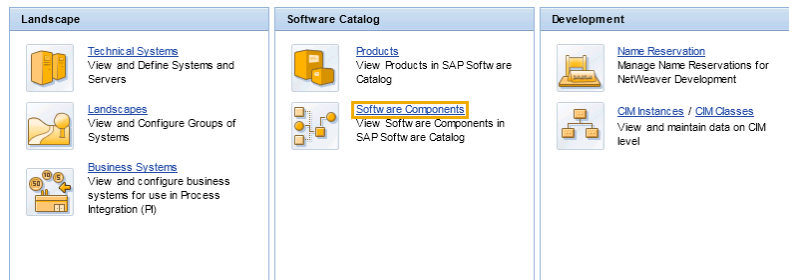 Landscape
Technical Systems
View and Define Systems and
Servers
Landscapes
View and Configure Groups of
Systems
Business Systems
View and configure business
systems for use in Process
Integration (PI)
Software Catalog
Products
View Products in SAP Software
Catalog
Software Components
View Software Components in
SAP Software Catalog
Development
Name Reservation
Manage Name Reservations for
NetWeaver Development
CIM Instances / CIM Classes
View and maintain data on CIM
level
50 10 5